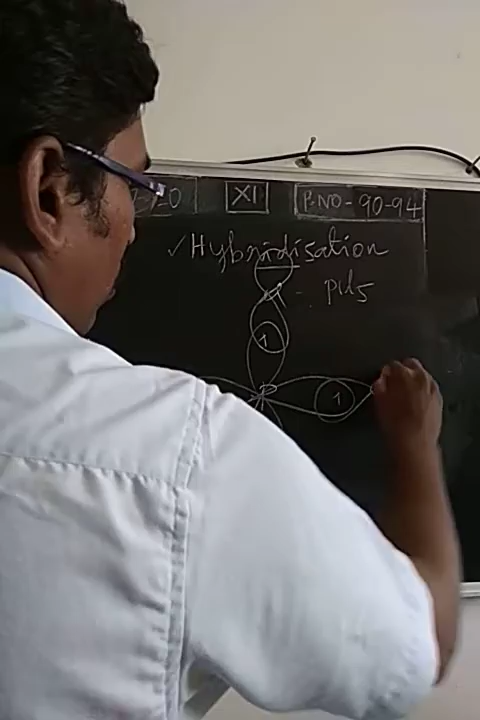 XI
P.NO-90-94
✓ Hybridisation
- pcl5
1
P
1